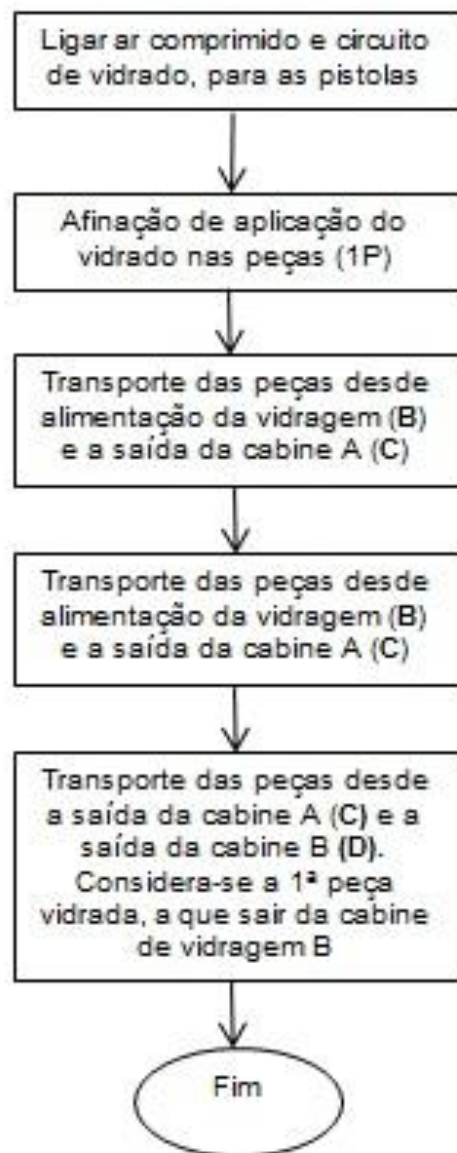 Ligar ar comprimido e circuito
de vidrado, para as pistolas
Afinação de aplicação do
vidrado nas peças (1P)
Transporte das peças desde
alimentação da vidragem (B)
e a saída da cabine A (C)
Transporte das peças desde
alimentação da vidragem (B)
e a saída da cabine A (C)
Transporte das peças desde
a saída da cabine A (C) e a
saída da cabine B (D).
Considera-se a 1ª peça
vidrada, a que sair da cabine
de vidragem B
Fim